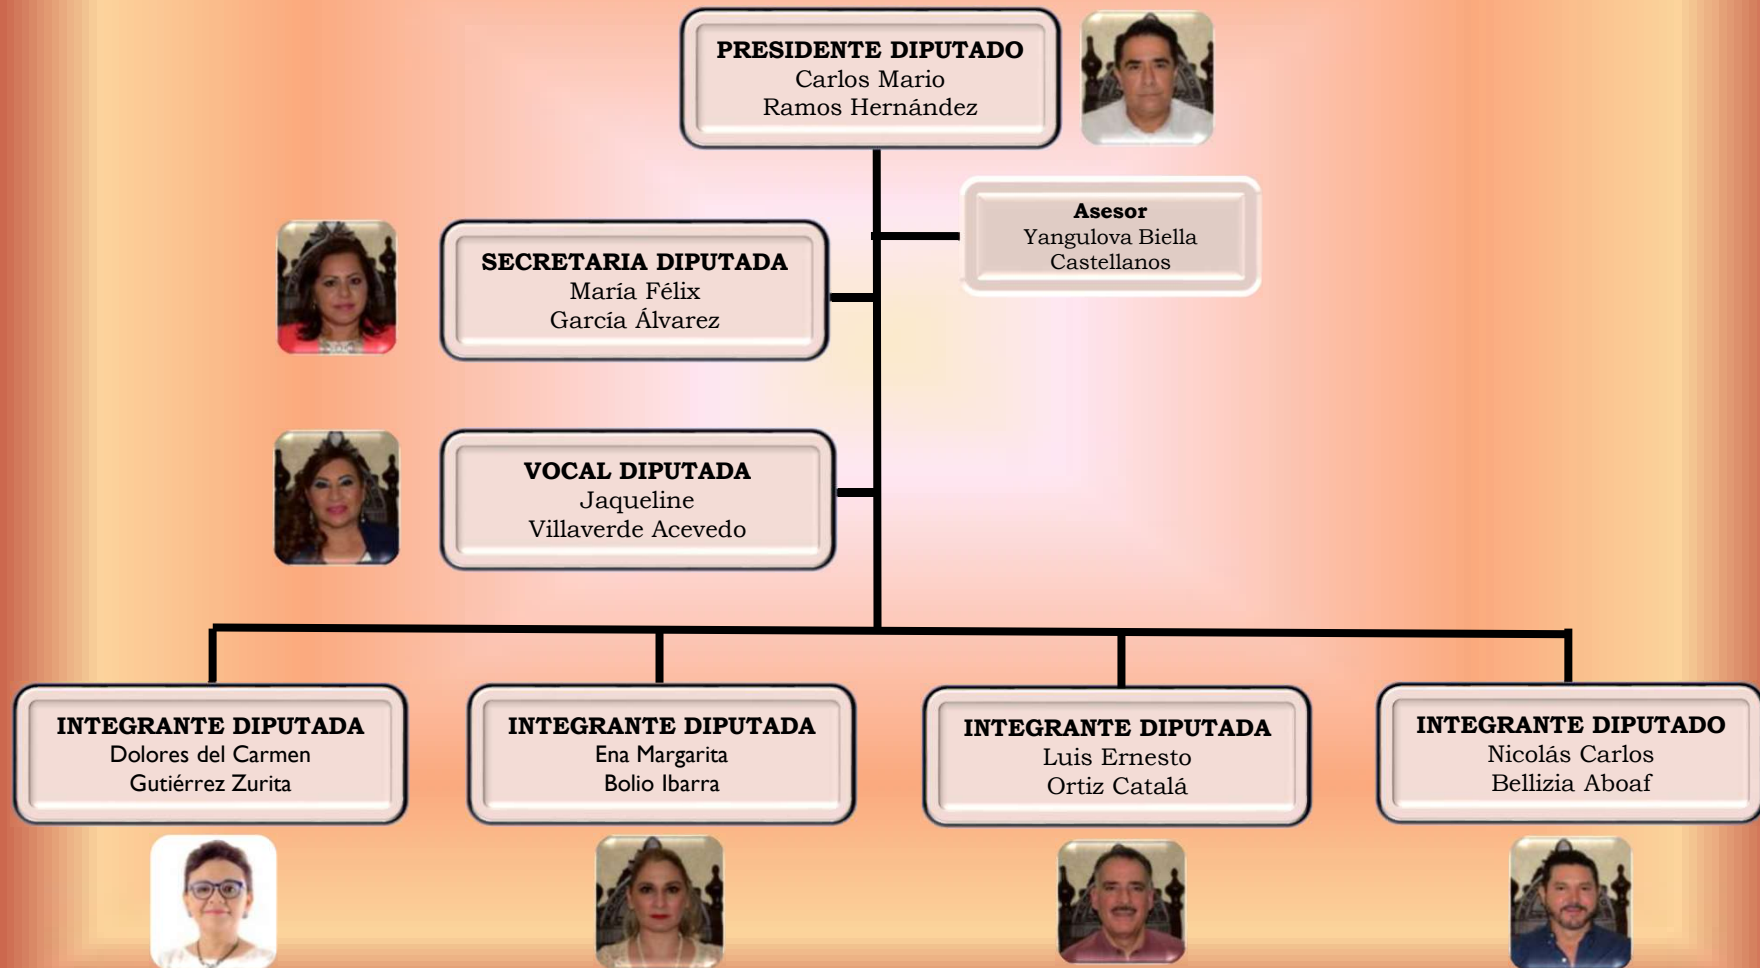 PRESIDENTE DIPUTADO
Carlos Mario
Ramos Hernández
Asesor
Yangulova Biella
Castellanos
SECRETARIA DIPUTADA
María Félix
García Álvarez
VOCAL DIPUTADA
Jaqueline
Villaverde Acevedo
INTEGRANTE DIPUTADA
Dolores del Carmen
Gutiérrez Zurita
INTEGRANTE DIPUTADA
Ena Margarita
Bolio Ibarra
INTEGRANTE DIPUTADA
Luis Ernesto
Ortiz Catalá
INTEGRANTE DIPUTADO
Nicolás Carlos
Bellizia Aboaf